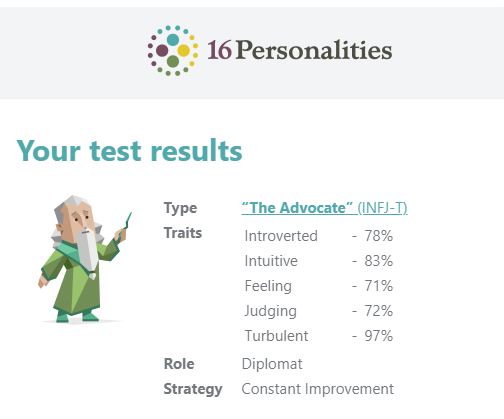 16Personalities
Your test results
Type “The Advocate” (INFJ-T)
Traits Introverted - 78%
Intuitive - 83%
Feeling - 71%
Judging - 72%
Turbulent - 97%
Role Diplomat
Strategy Constant Improvement